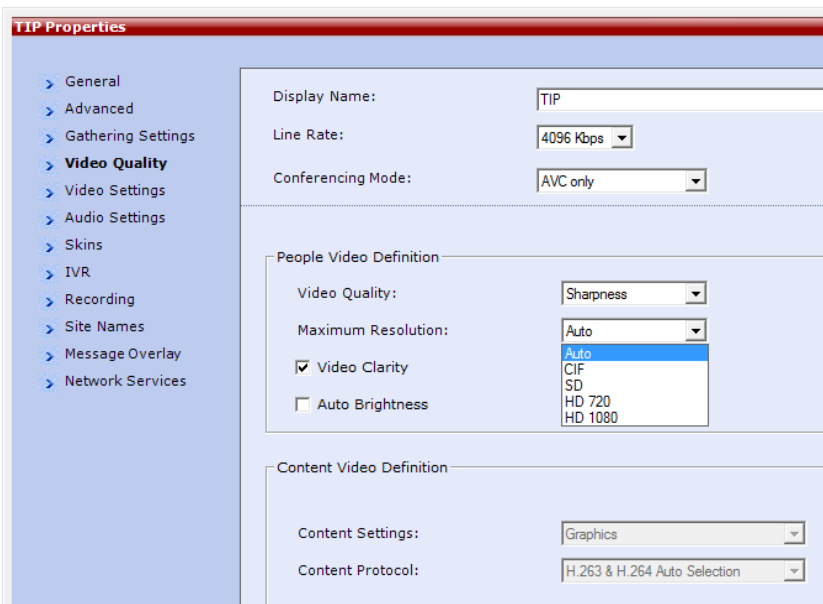 TIP Properties
General
Advanced
Gathering Settings
Video Quality
Video Settings
Audio Settings
Skins
IVR
Recording
Site Names
Message Overlay
Network Services
Display Name: TIP
Line Rate: 4096 Kbps
Conferencing Mode: AVC only
People Video Definition
Video Quality: Sharpness
Maximum Resolution: Auto
Auto
CIF
SD
HD 720
HD 1080
Video Clarity
Auto Brightness
Content Video Definition
Content Settings: Graphics
Content Protocol: H.263 & H.264 Auto Selection